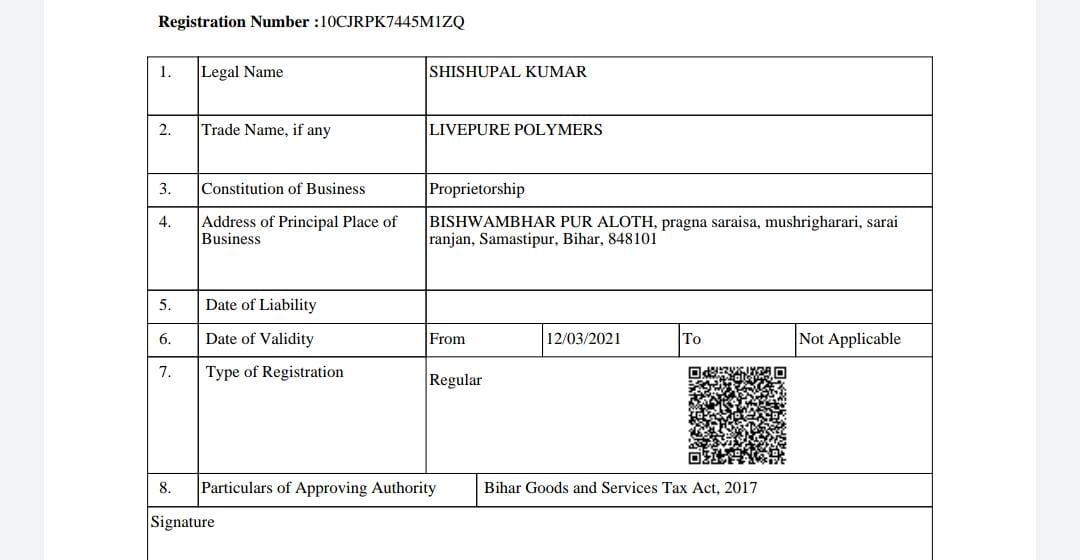 Registration Number :10CJRPK7445M1ZQ
1. Legal Name SHISHUPAL KUMAR
2. Trade Name, if any LIVEPURE POLYMERS
3. Constitution of Business Proprietorship
4. Address of Principal Place of Business BISHWAMBHAR PUR ALOTH, pragna saraisa, mushrigharari, sarai
ranjan, Samastipur, Bihar, 848101
5. Date of Liability
6. Date of Validity From 12/03/2021 To Not Applicable
7. Type of Registration Regular
8. Particulars of Approving Authority Bihar Goods and Services Tax Act, 2017
Signature